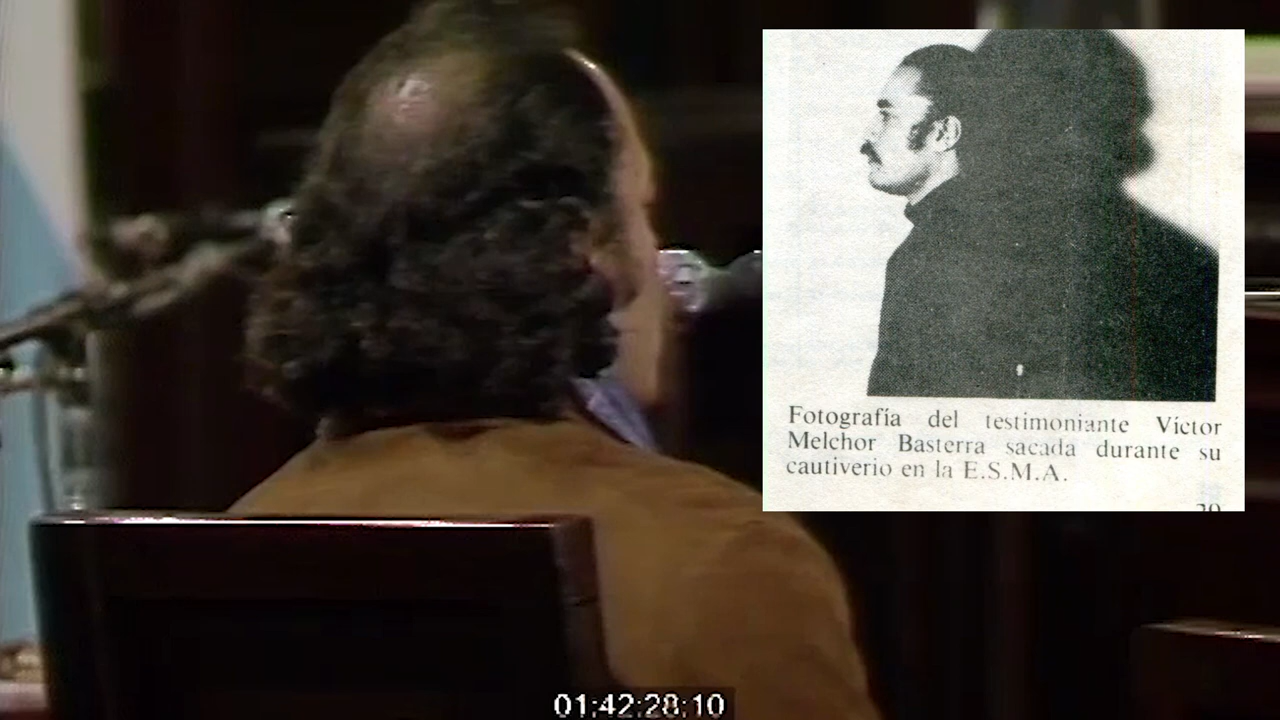 Fotografía del testimoniante Víctor
Melchor Basterra sacada durante su
cautiverio en la E.S.M.A.
01:42:28:10